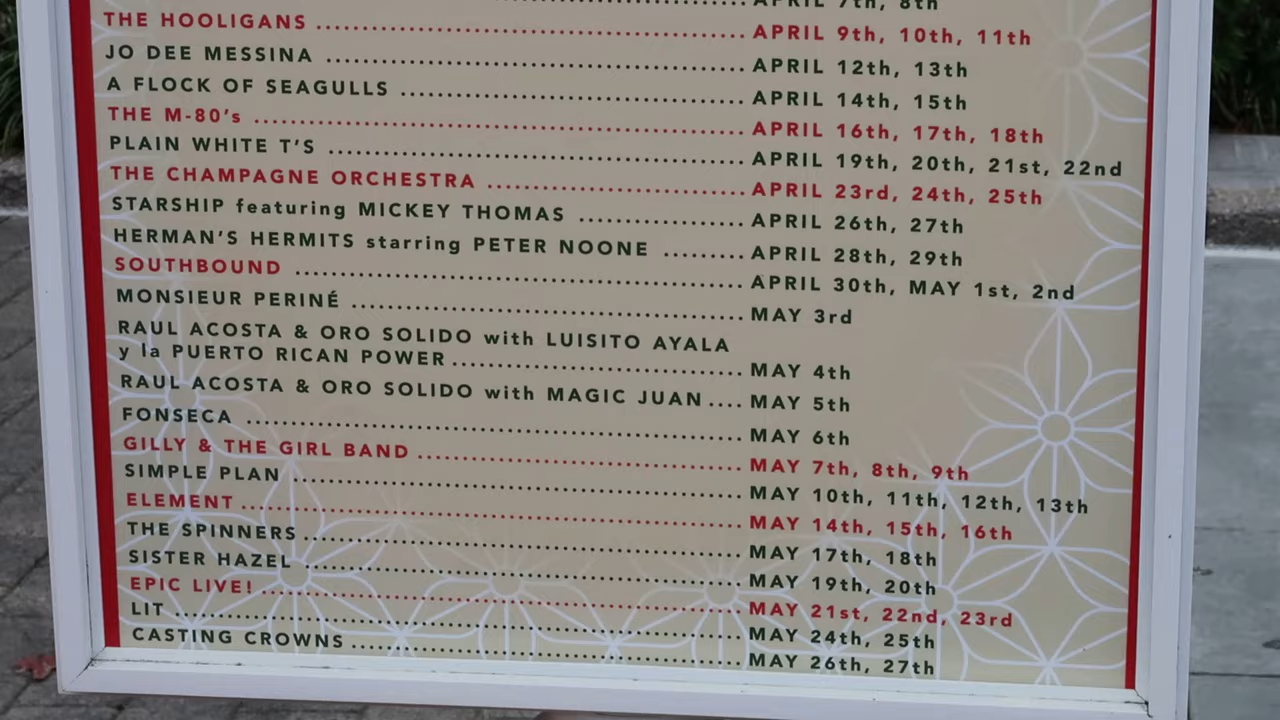 APRIL 7th, 8th
THE HOOLIGANS ........ APRIL 9th, 10th, 11th
JO DEE MESSINA ........ APRIL 12th, 13th
A FLOCK OF SEAGULLS ........ APRIL 14th, 15th
THE M-80's ........ APRIL 16th, 17th, 18th
PLAIN WHITE T'S ........ APRIL 19th, 20th, 21st, 22nd
THE CHAMPAGNE ORCHESTRA ........ APRIL 23rd, 24th, 25th
STARSHIP featuring MICKEY THOMAS ........ APRIL 26th, 27th
HERMAN'S HERMITS starring PETER NOONE ........ APRIL 28th, 29th
SOUTHBOUND ........ APRIL 30th, MAY 1st, 2nd
MONSIEUR PERINÉ ........ MAY 3rd
RAUL ACOSTA & ORO SOLIDO with LUISITO AYALA
y la PUERTO RICAN POWER ........ MAY 4th
RAUL ACOSTA & ORO SOLIDO with MAGIC JUAN .... MAY 5th
FONSECA ........ MAY 6th
GILLY & THE GIRL BAND ........ MAY 7th, 8th, 9th
SIMPLE PLAN ........ MAY 10th, 11th, 12th, 13th
ELEMENT ........ MAY 14th, 15th, 16th
THE SPINNERS ........ MAY 17th, 18th
SISTER HAZEL ........ MAY 19th, 20th
EPIC LIVE! ........ MAY 21st, 22nd, 23rd
LIT ........ MAY 24th, 25th
CASTING CROWNS ........ MAY 26th, 27th